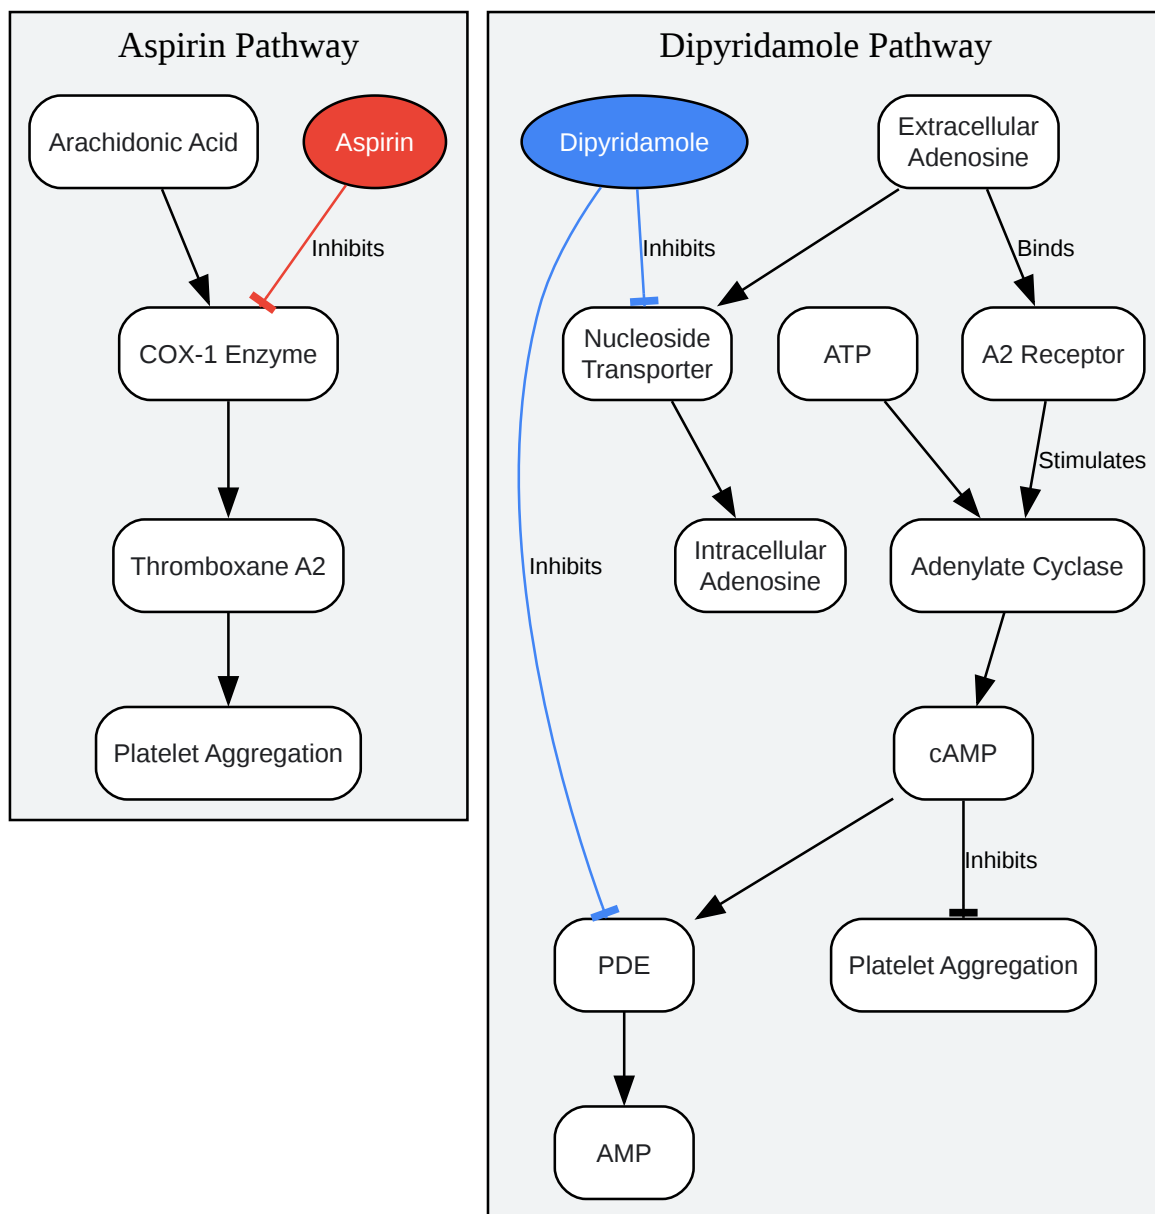 Aspirin Pathway
Arachidonic Acid
Aspirin
Inhibits
COX-1 Enzyme
Thromboxane A2
Platelet Aggregation
Dipyridamole Pathway
Dipyridamole
Extracellular
Adenosine
Inhibits
Binds
Nucleoside
Transporter
ATP
A2 Receptor
Stimulates
Inhibits
Intracellular
Adenosine
Adenylate Cyclase
cAMP
Inhibits
PDE
Platelet Aggregation
AMP